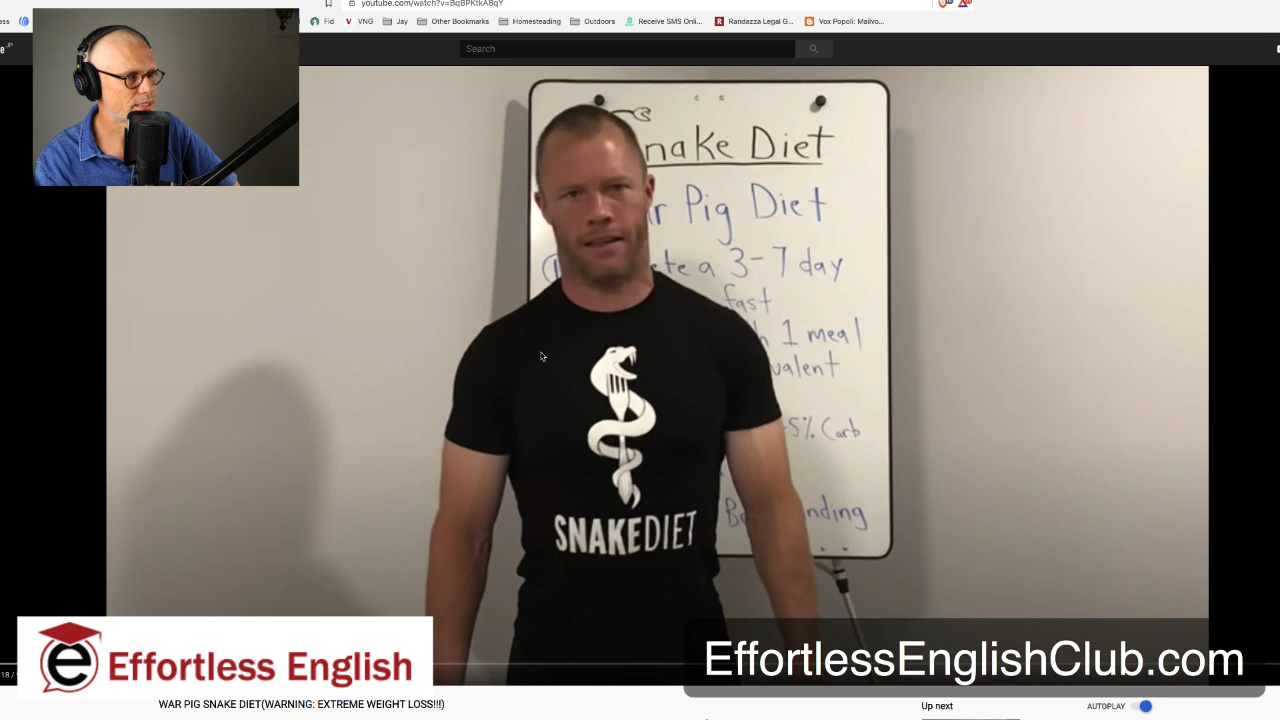 youtube.com/watch?v=BqBPKtkABqY
Fid
VNG
Jay
Other Bookmarks
Homesteading
Outdoors
Receive SMS Onli...
Randazza Legal G...
Vox Popoli: Mailvo...
Search
nake Diet
r Pig Diet
ete a 3-7 day
fast
h 1 meal
valent
5% Carb
Be nding
SNAKEDIET
e Effortless English
EffortlessEnglishClub.com
WAR PIG SNAKE DIET(WARNING: EXTREME WEIGHT LOSS!!!)
Up next
AUTOPLAY